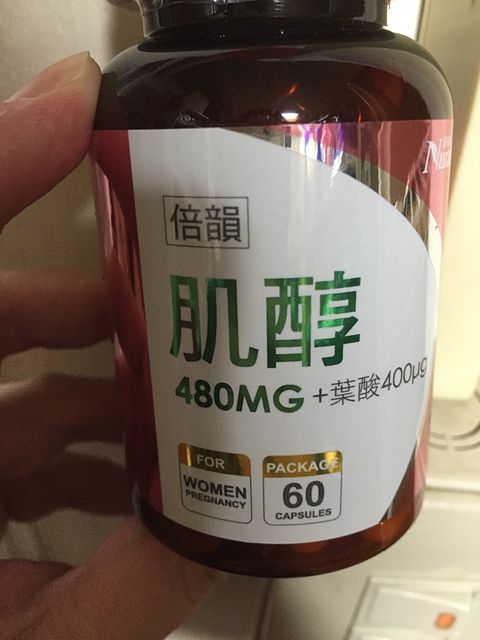 倍韻
肌醇
480MG +葉酸400μg
FOR
WOMEN
PREGNANCY
PACKAGE
60
CAPSULES